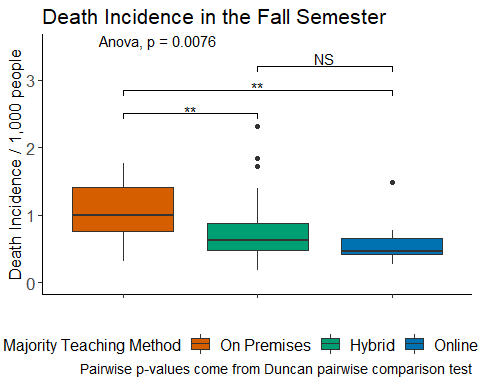 Death Incidence in the Fall Semester
Anova, p = 0.0076
NS
**
**
Death Incidence / 1,000 people
3
2
1
0
Majority Teaching Method On Premises Hybrid Online
Pairwise p-values come from Duncan pairwise comparison test